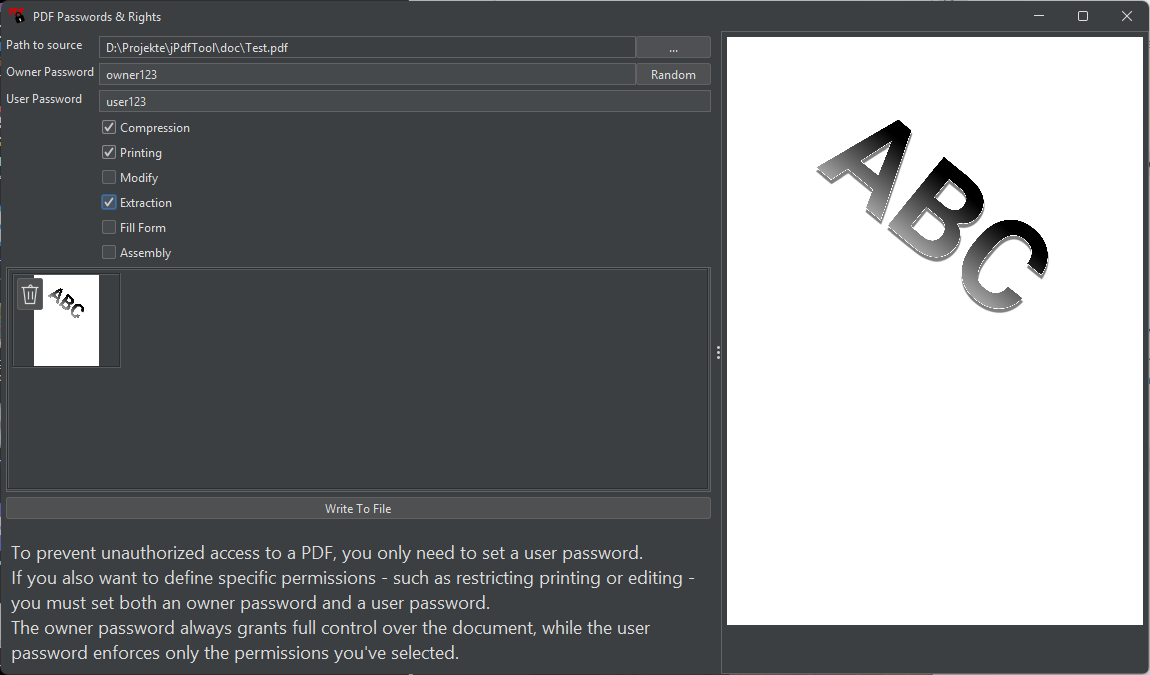 PDF Passwords & Rights
Path to source
D:\Projekte\jPdfTool\doc\Test.pdf
...
Owner Password
owner123
Random
User Password
user123
Compression
Printing
Modify
Extraction
Fill Form
Assembly
ABC
Write To File
To prevent unauthorized access to a PDF, you only need to set a user password.
If you also want to define specific permissions - such as restricting printing or editing -
you must set both an owner password and a user password.
The owner password always grants full control over the document, while the user
password enforces only the permissions you've selected.
ABC